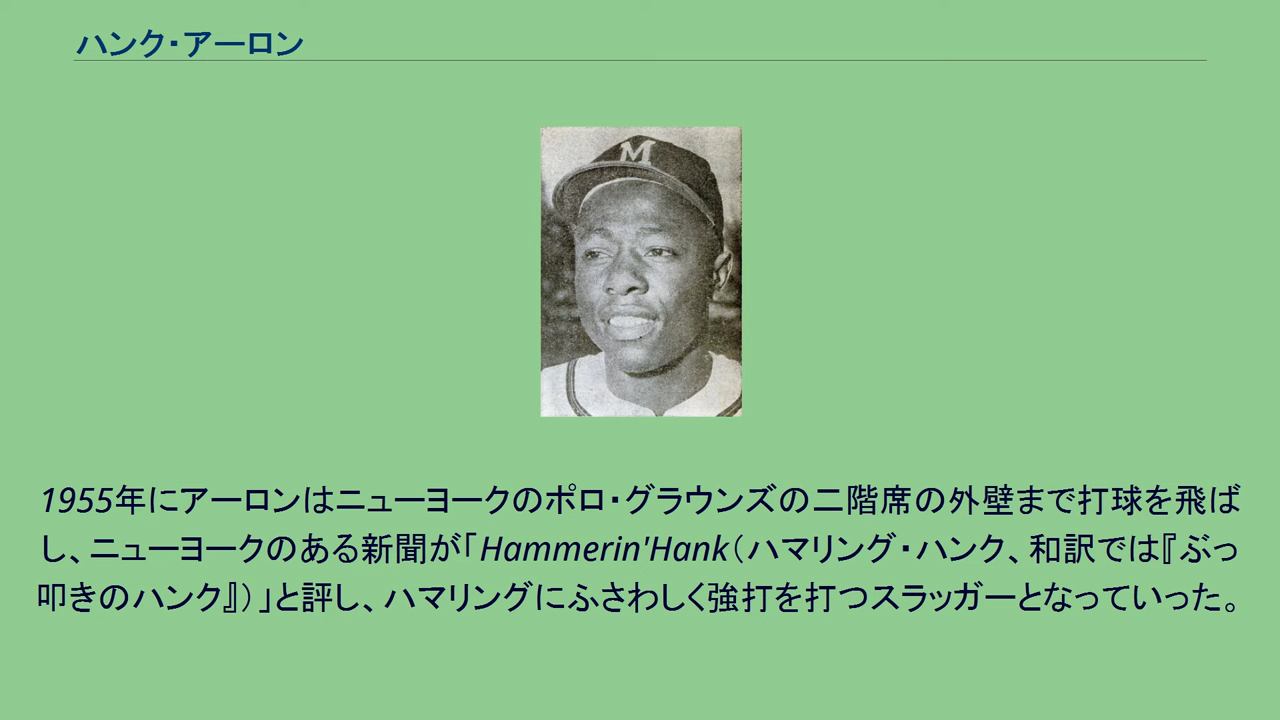 ハンク・アーロン
M
1955年にアーロンはニューヨークのポロ・グラウンズの二階席の外壁まで打球を飛ば
し、ニューヨークのある新聞が「Hammerin'Hank（ハマリング・ハンク、和訳では『ぶっ
叩きのハンク』）」と評し、ハマリングにふさわしく強打を打つスラッガーとなっていった。